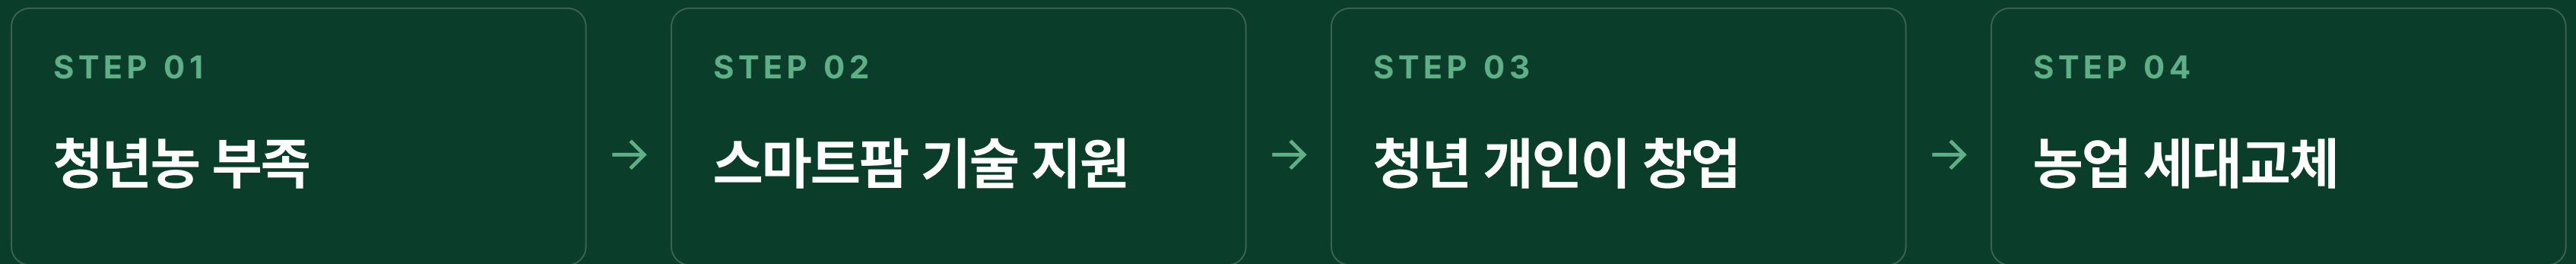 STEP 01
청년농 부족
→
STEP 02
스마트팜 기술 지원
→
STEP 03
청년 개인이 창업
→
STEP 04
농업 세대교체